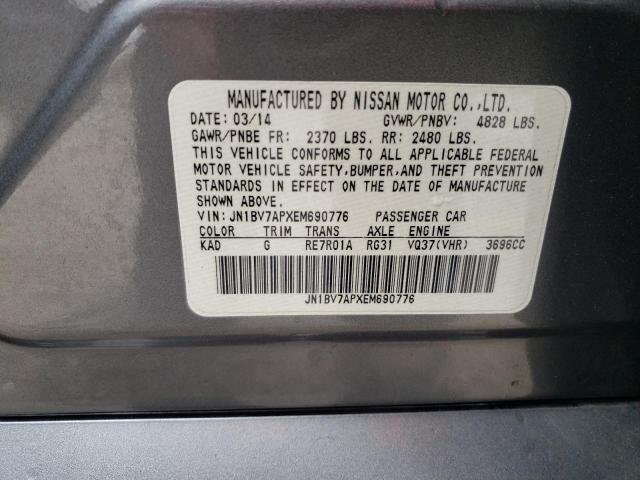 MANUFACTURED BY NISSAN MOTOR CO.,LTD.
DATE: 03/14 GVWR/PNBV: 4828 LBS.
GAWR/PNBE FR: 2370 LBS. RR: 2480 LBS.
THIS VEHICLE CONFORMS TO ALL APPLICABLE FEDERAL
MOTOR VEHICLE SAFETY,BUMPER,AND THEFT PREVENTION
STANDARDS IN EFFECT ON THE DATE OF MANUFACTURE
SHOWN ABOVE.
VIN: JN1BV7APXEM690776 PASSENGER CAR
COLOR TRIM TRANS AXLE ENGINE
KAD G RE7R01A RG31 VQ37(VHR) 3696CC
JN1BV7APXEM690776